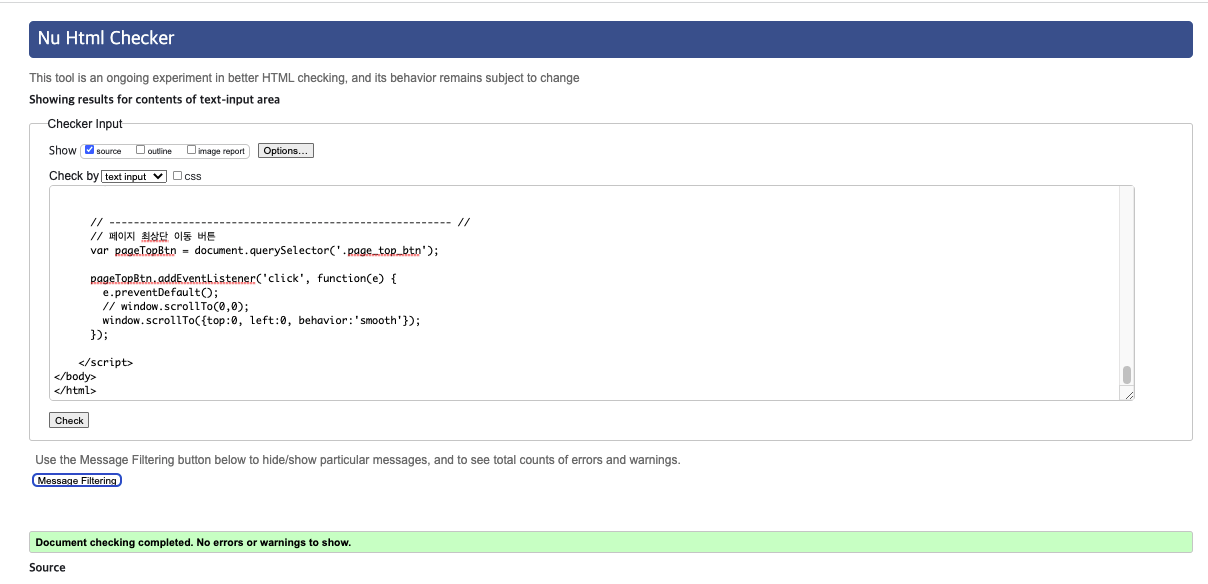 Nu Html Checker
This tool is an ongoing experiment in better HTML checking, and its behavior remains subject to change
Showing results for contents of text-input area
Checker Input
Show source outline image report Options...
Check by text input css
// -------------------------------------------------------- //
// 페이지 최상단 이동 버튼
var pageTopBtn = document.querySelector('.page_top_btn');
pageTopBtn.addEventListener('click', function(e) {
e.preventDefault();
// window.scrollTo(0,0);
window.scrollTo({top:0, left:0, behavior:'smooth'});
});
</script>
</body>
</html>
Check
Use the Message Filtering button below to hide/show particular messages, and to see total counts of errors and warnings.
Message Filtering
Document checking completed. No errors or warnings to show.
Source